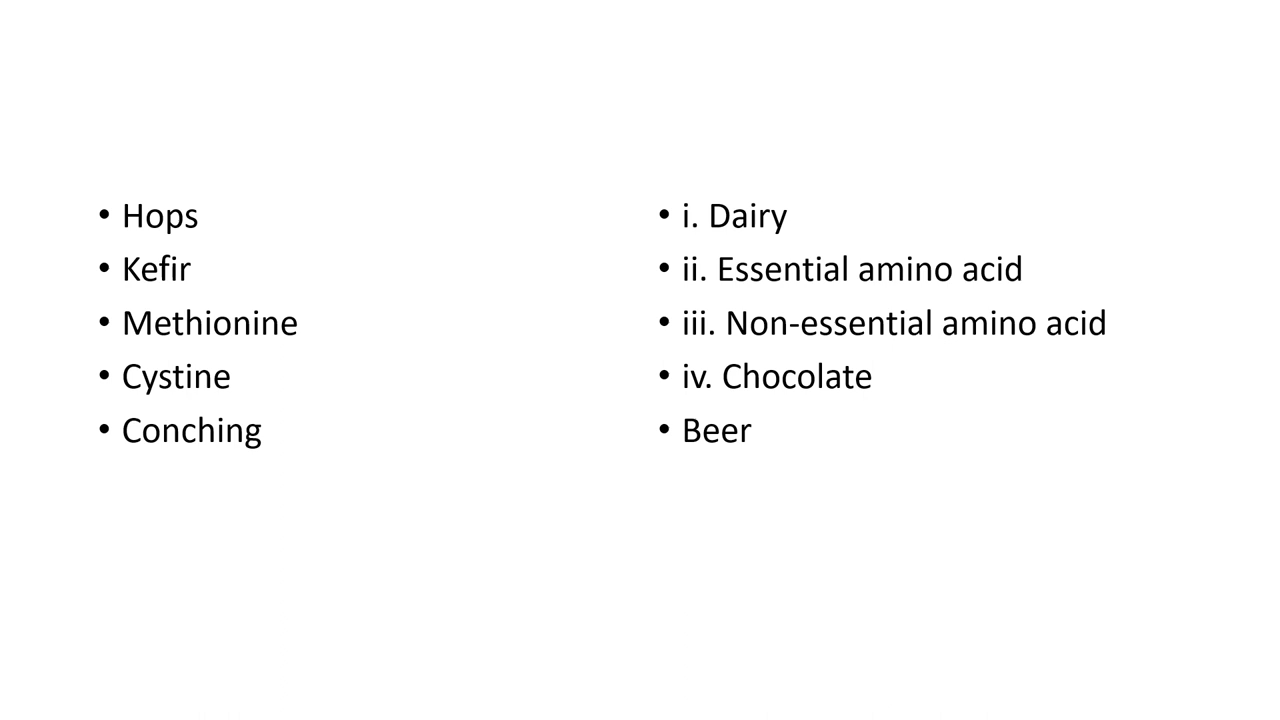 • Hops
• Kefir
• Methionine
• Cystine
• Conching
• i. Dairy
• ii. Essential amino acid
• iii. Non-essential amino acid
• iv. Chocolate
• Beer